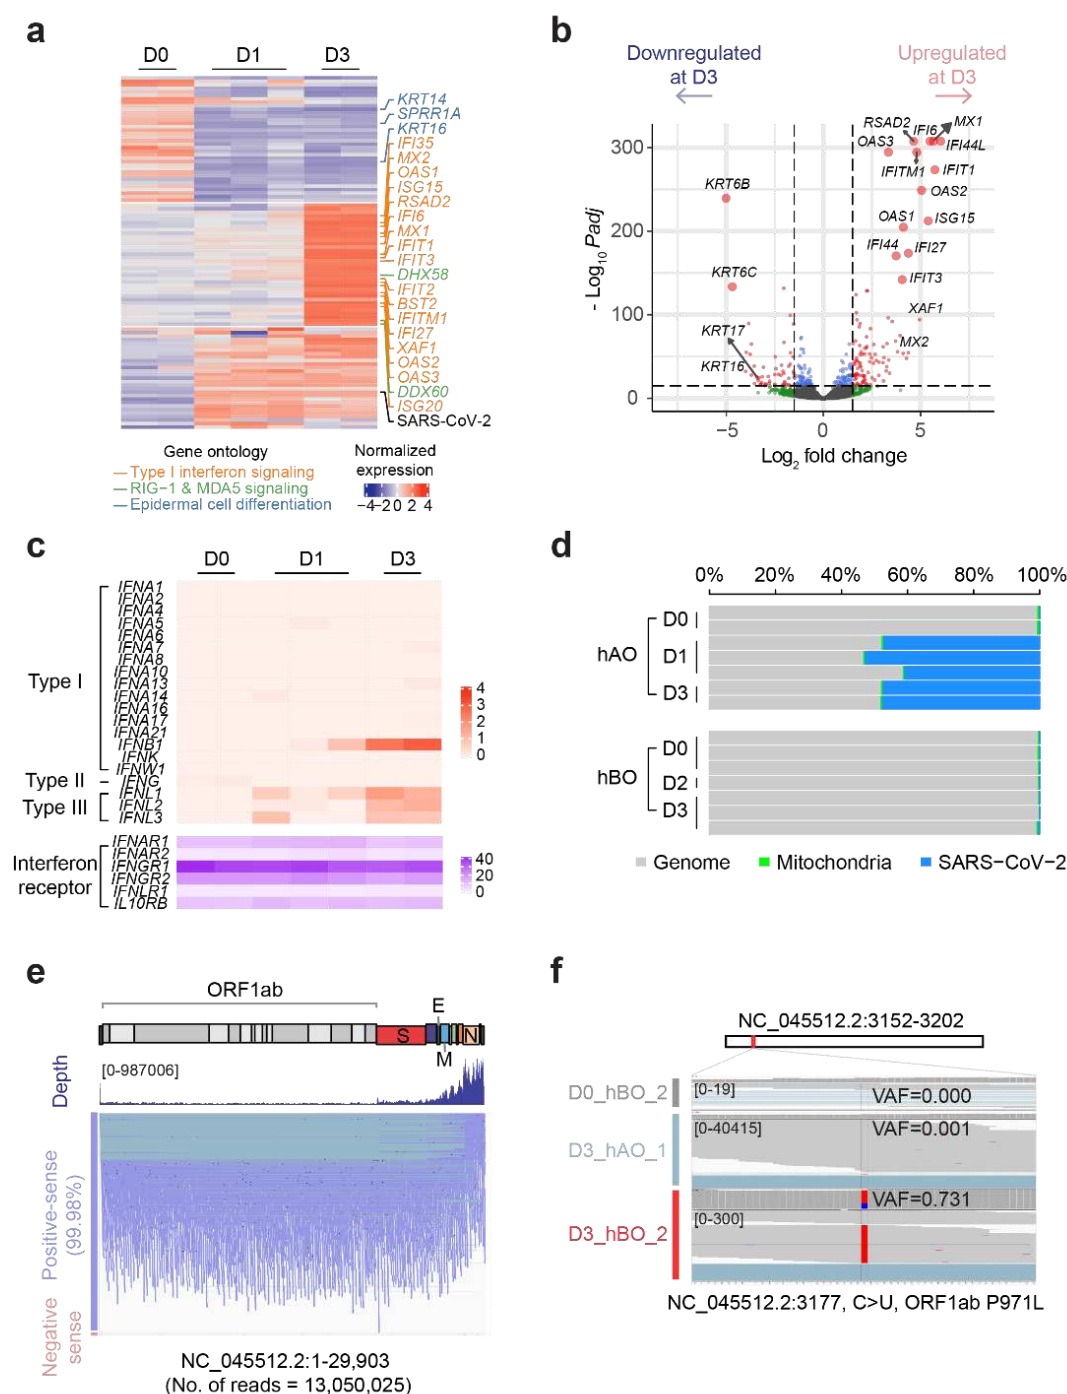 a
D0 D1 D3
KRT14
SPRR1A
KRT16
IFI35
MX2
OAS1
ISG15
RSAD2
IFI6
MX1
IFIT1
IFIT3
DHX58
IFIT2
BST2
IFITM1
IFI27
XAF1
OAS2
OAS3
DDX60
ISG20
SARS-CoV-2
Gene ontology
Type I interferon signaling
RIG−1 & MDA5 signaling
Epidermal cell differentiation
Normalized
expression
−4−2 0 2 4
b
Downregulated
at D3
Upregulated
at D3
- Log10 Padj
300
200
100
0
−5 0 5
Log2 fold change
RSAD2
IFI6
MX1
OAS3
IFI44L
IFITM1
IFIT1
OAS2
KRT6B
OAS1
ISG15
IFI44
IFI27
KRT6C
IFIT3
XAF1
KRT17
MX2
KRT16
c
D0 D1 D3
Type I
IFNA1
IFNA2
IFNA4
IFNA5
IFNA6
IFNA7
IFNA8
IFNA10
IFNA13
IFNA14
IFNA16
IFNA17
IFNA21
IFNB1
IFNK
IFNW1
Type II
IFNG
Type III
IFNL1
IFNL2
IFNL3
4
3
2
1
0
Interferon
receptor
IFNAR1
IFNAR2
IFNGR1
IFNGR2
IFNLR1
IL10RB
40
20
0
d
0% 20% 40% 60% 80% 100%
hAO
D0
D1
D3
hBO
D0
D2
D3
Genome Mitochondria SARS−CoV−2
e
ORF1ab
E
S
N
M
Depth
[0-987006]
Positive-sense
(99.98%)
Negative
sense
NC_045512.2:1-29,903
(No. of reads = 13,050,025)
f
NC_045512.2:3152-3202
D0_hBO_2
[0-19]
VAF=0.000
D3_hAO_1
[0-40415]
VAF=0.001
D3_hBO_2
VAF=0.731
[0-300]
NC_045512.2:3177, C>U, ORF1ab P971L